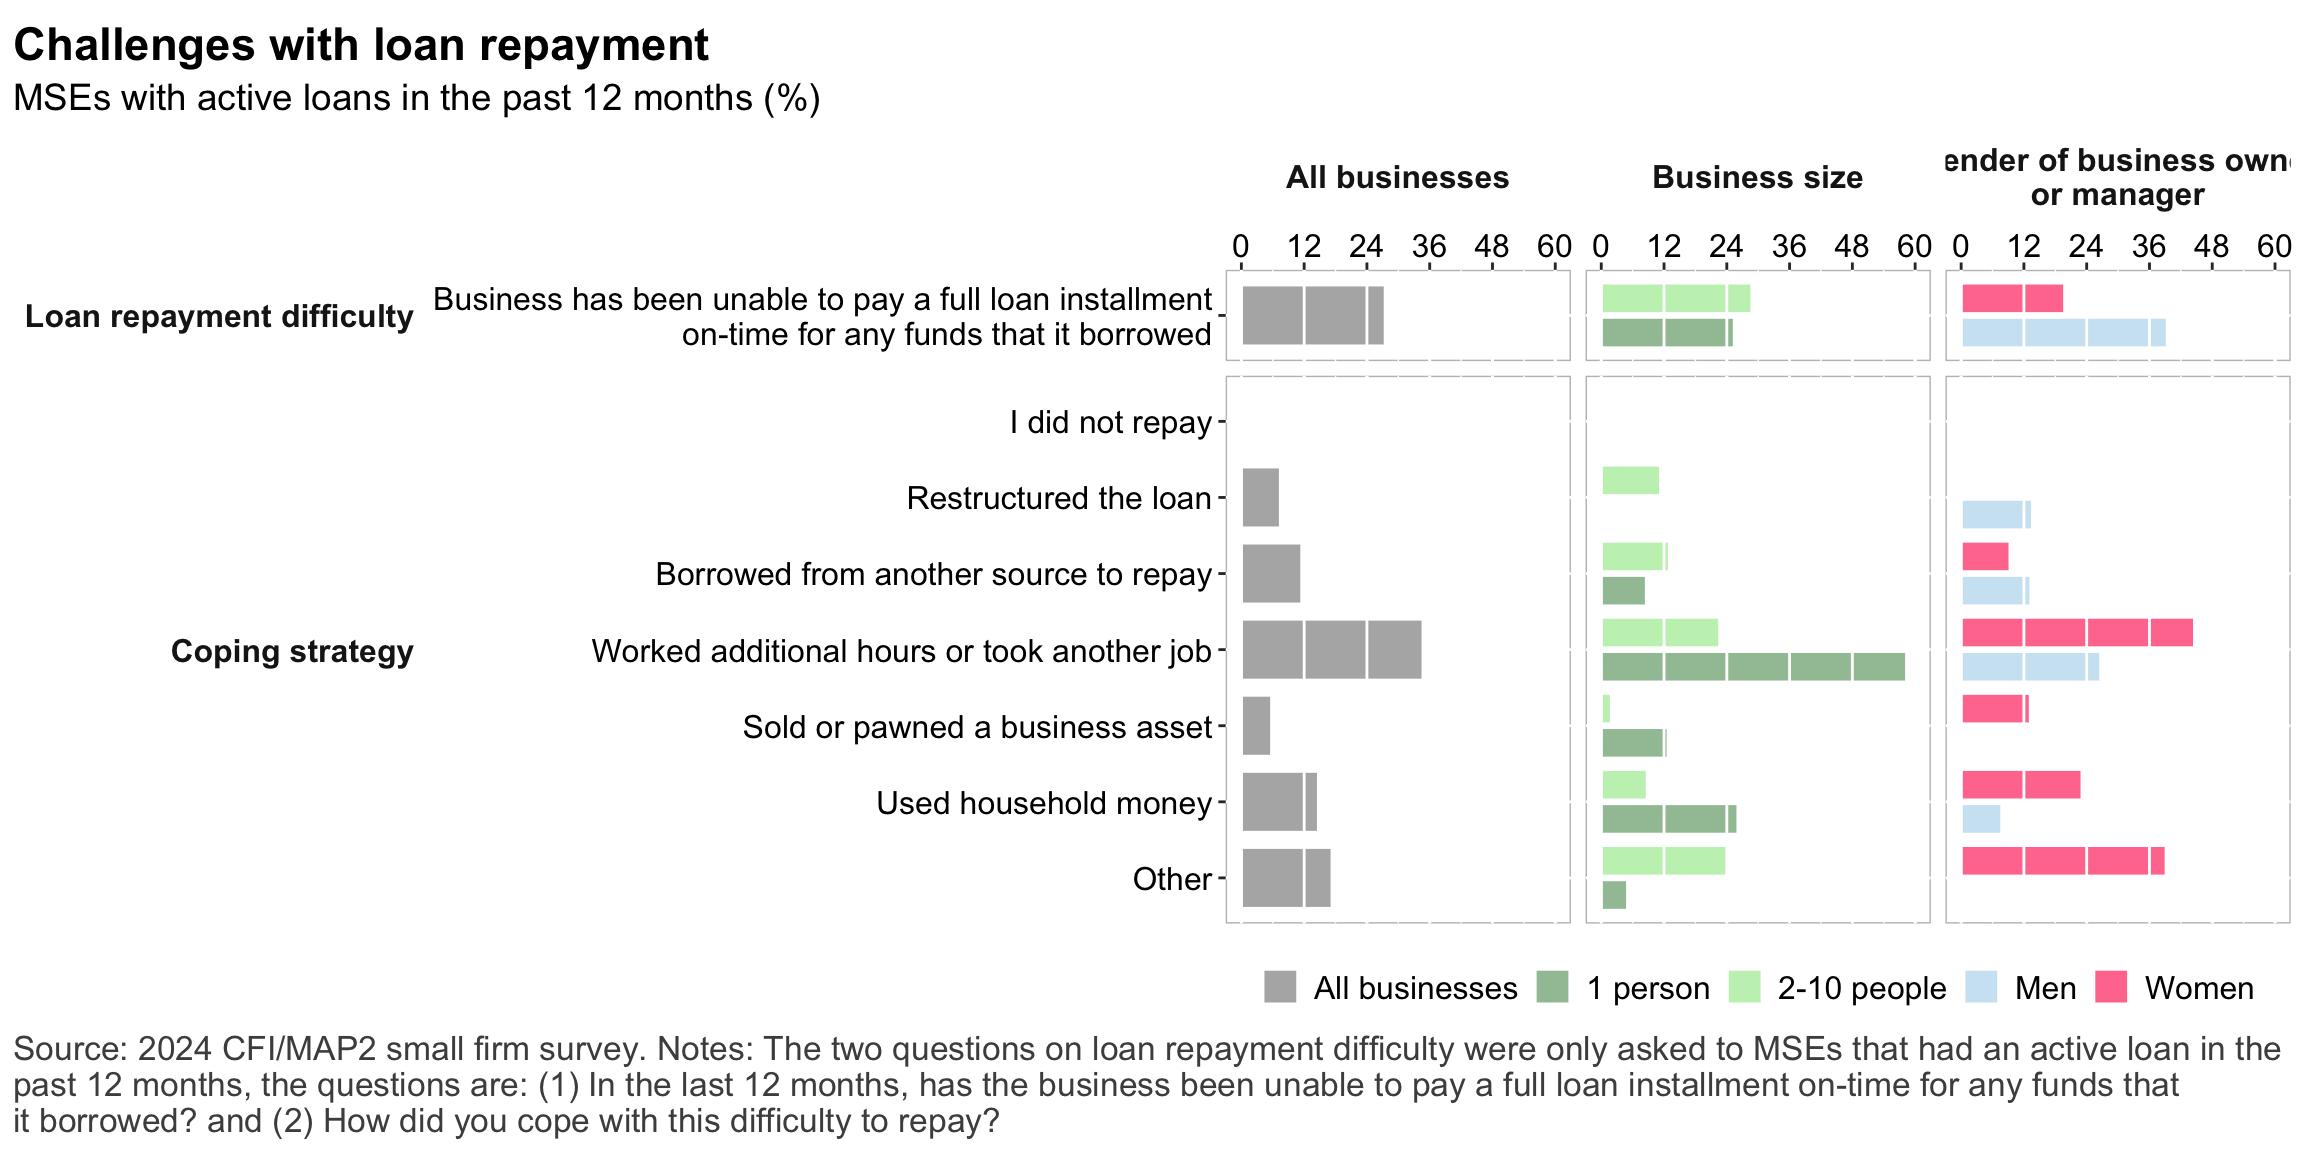 Challenges with loan repayment
MSEs with active loans in the past 12 months (%)
All businesses
Business size
ender of business own
or manager
0 12 24 36 48 60 0 12 24 36 48 60 0 12 24 36 48 60
Loan repayment difficulty
Business has been unable to pay a full loan installment
on-time for any funds that it borrowed
Coping strategy
I did not repay
Restructured the loan
Borrowed from another source to repay
Worked additional hours or took another job
Sold or pawned a business asset
Used household money
Other
All businesses 1 person 2-10 people Men Women
Source: 2024 CFI/MAP2 small firm survey. Notes: The two questions on loan repayment difficulty were only asked to MSEs that had an active loan in the
past 12 months, the questions are: (1) In the last 12 months, has the business been unable to pay a full loan installment on-time for any funds that
it borrowed? and (2) How did you cope with this difficulty to repay?